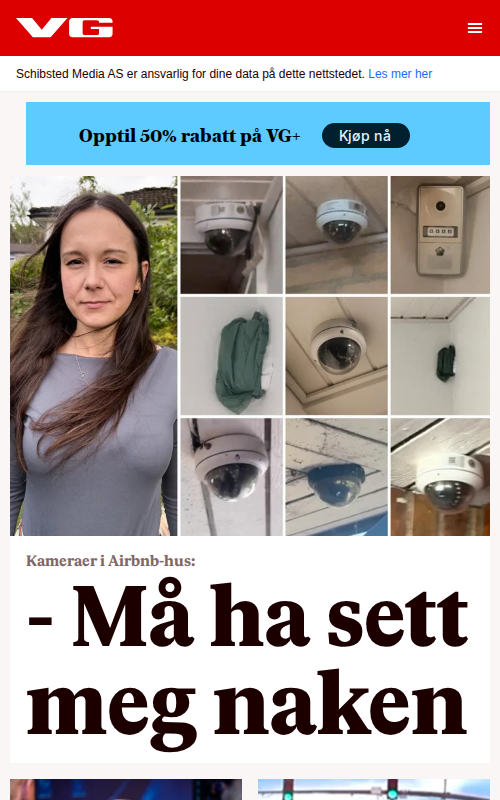 VG
Schibsted Media AS er ansvarlig for dine data på dette nettstedet. Les mer her
Opptil 50% rabatt på VG+
Kjøp nå
Kameraer i Airbnb-hus:
- Må ha sett
meg naken